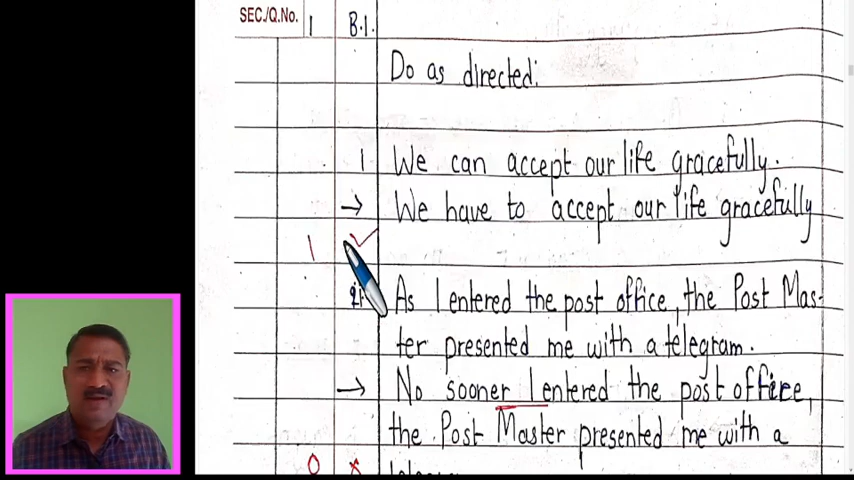 SEC./Q.No. 1 B.1.
Do as directed:
1 We can accept our life gracefully.
→ We have to accept our life gracefully
1 ✓
2. As I entered the post office, the Post Mas-
ter presented me with a telegram.
→ No sooner I entered the post office,
the Post Master presented me with a
0 ×